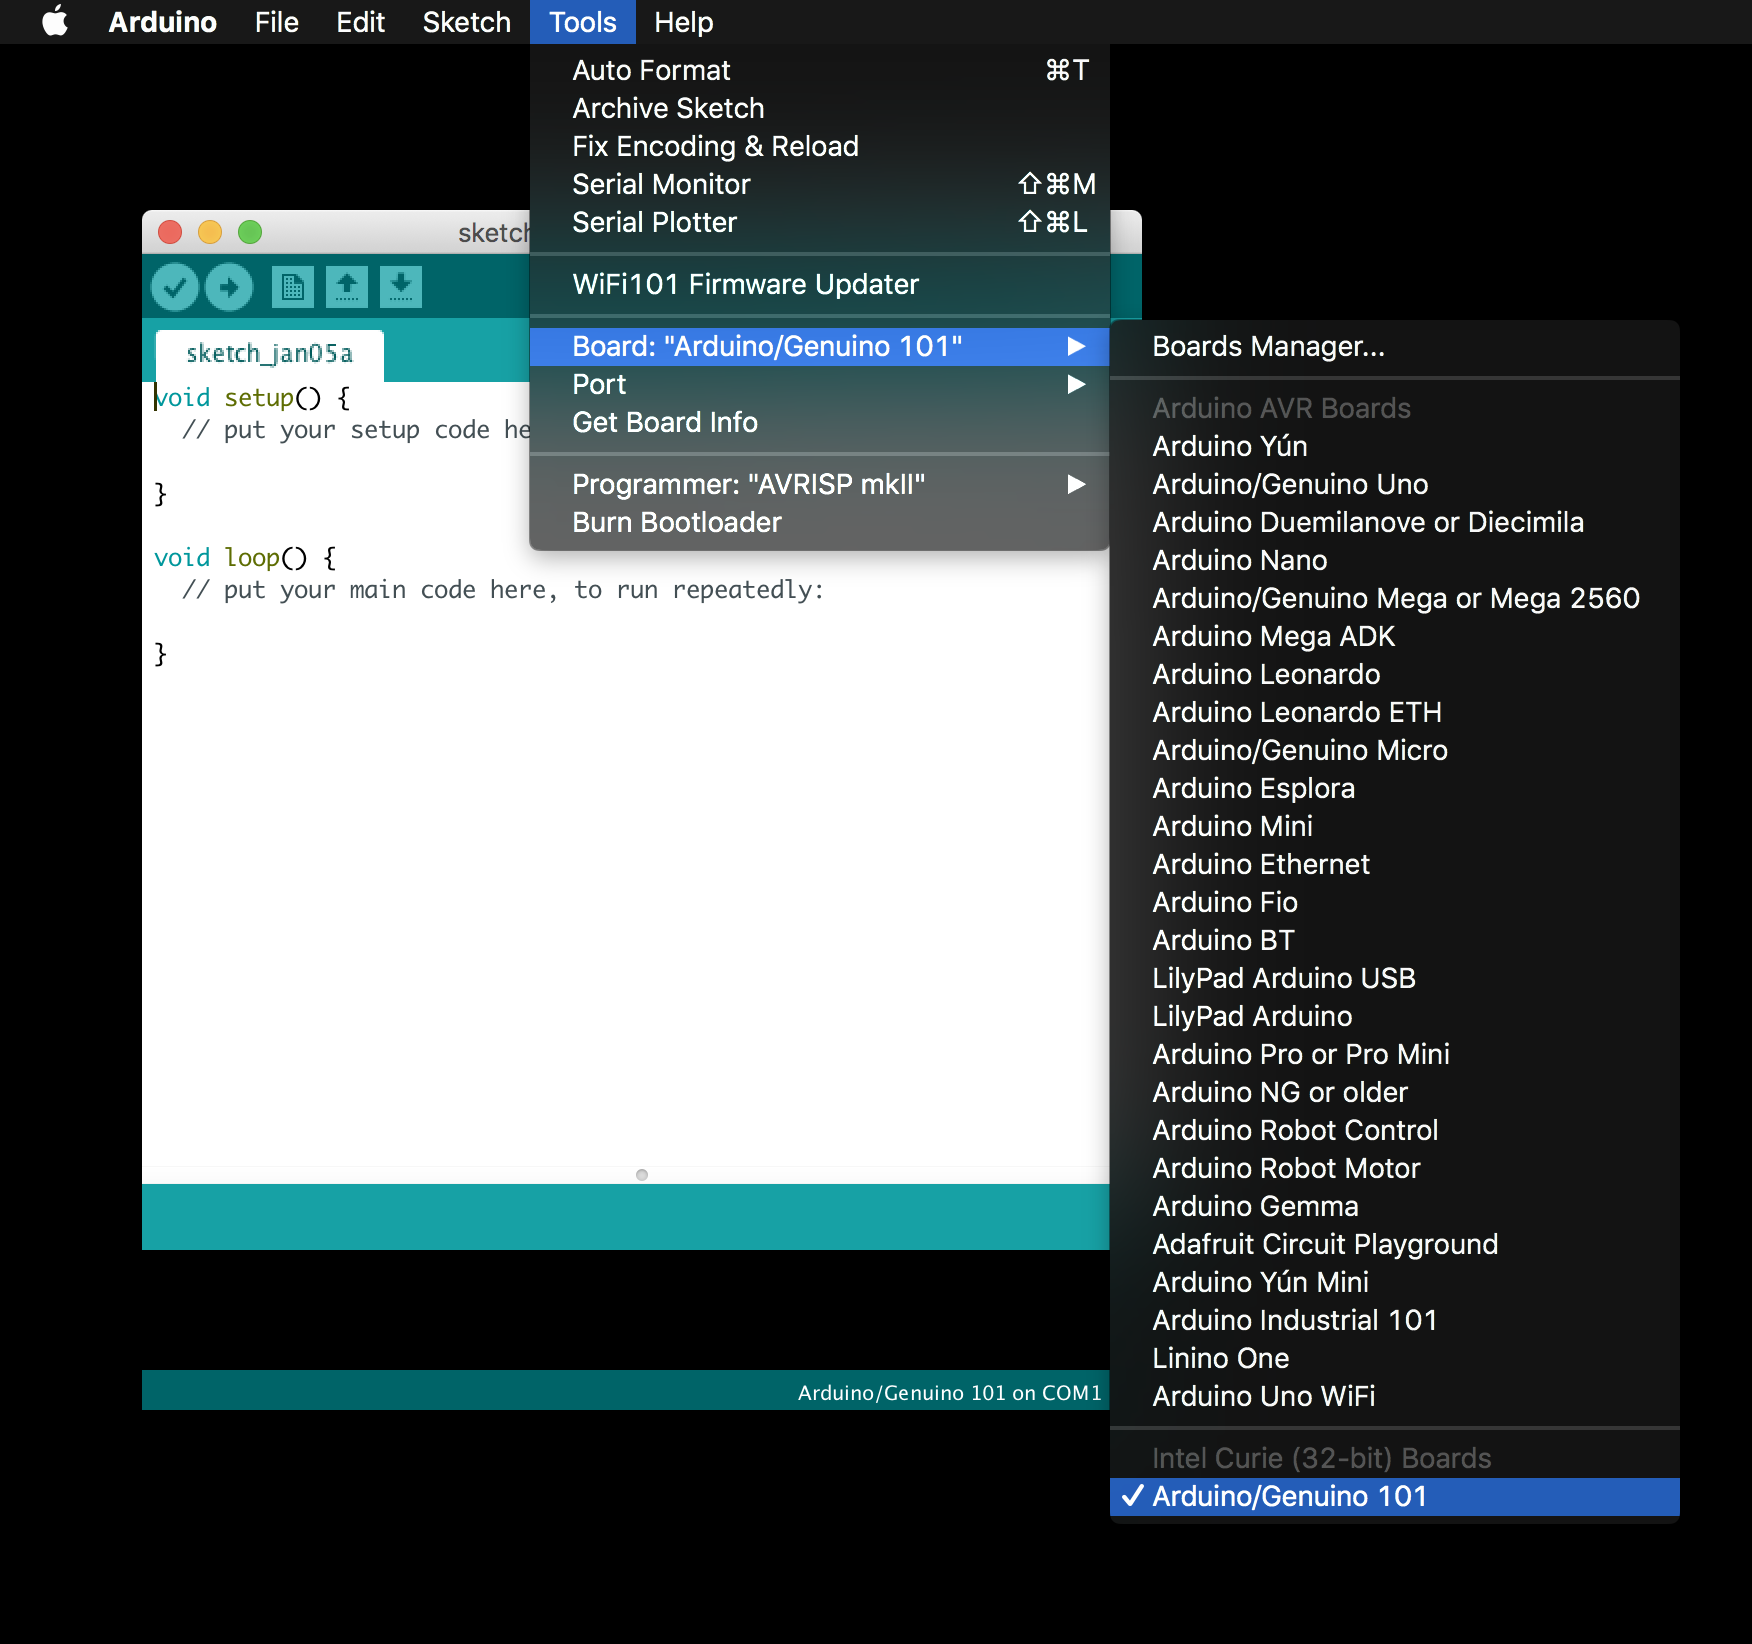 Arduino File Edit Sketch Tools Help
Auto Format ⌘T
Archive Sketch
Fix Encoding & Reload
Serial Monitor ⇧⌘M
Serial Plotter ⇧⌘L
WiFi101 Firmware Updater
Board: "Arduino/Genuino 101"
Port
Get Board Info
Programmer: "AVRISP mkII"
Burn Bootloader
Boards Manager...
Arduino AVR Boards
Arduino Yún
Arduino/Genuino Uno
Arduino Duemilanove or Diecimila
Arduino Nano
Arduino/Genuino Mega or Mega 2560
Arduino Mega ADK
Arduino Leonardo
Arduino Leonardo ETH
Arduino/Genuino Micro
Arduino Esplora
Arduino Mini
Arduino Ethernet
Arduino Fio
Arduino BT
LilyPad Arduino USB
LilyPad Arduino
Arduino Pro or Pro Mini
Arduino NG or older
Arduino Robot Control
Arduino Robot Motor
Arduino Gemma
Adafruit Circuit Playground
Arduino Yún Mini
Arduino Industrial 101
Linino One
Arduino Uno WiFi
Intel Curie (32-bit) Boards
✓ Arduino/Genuino 101
sketch
sketch_jan05a
void setup() {
// put your setup code he
}
void loop() {
// put your main code here, to run repeatedly:
}
Arduino/Genuino 101 on COM1